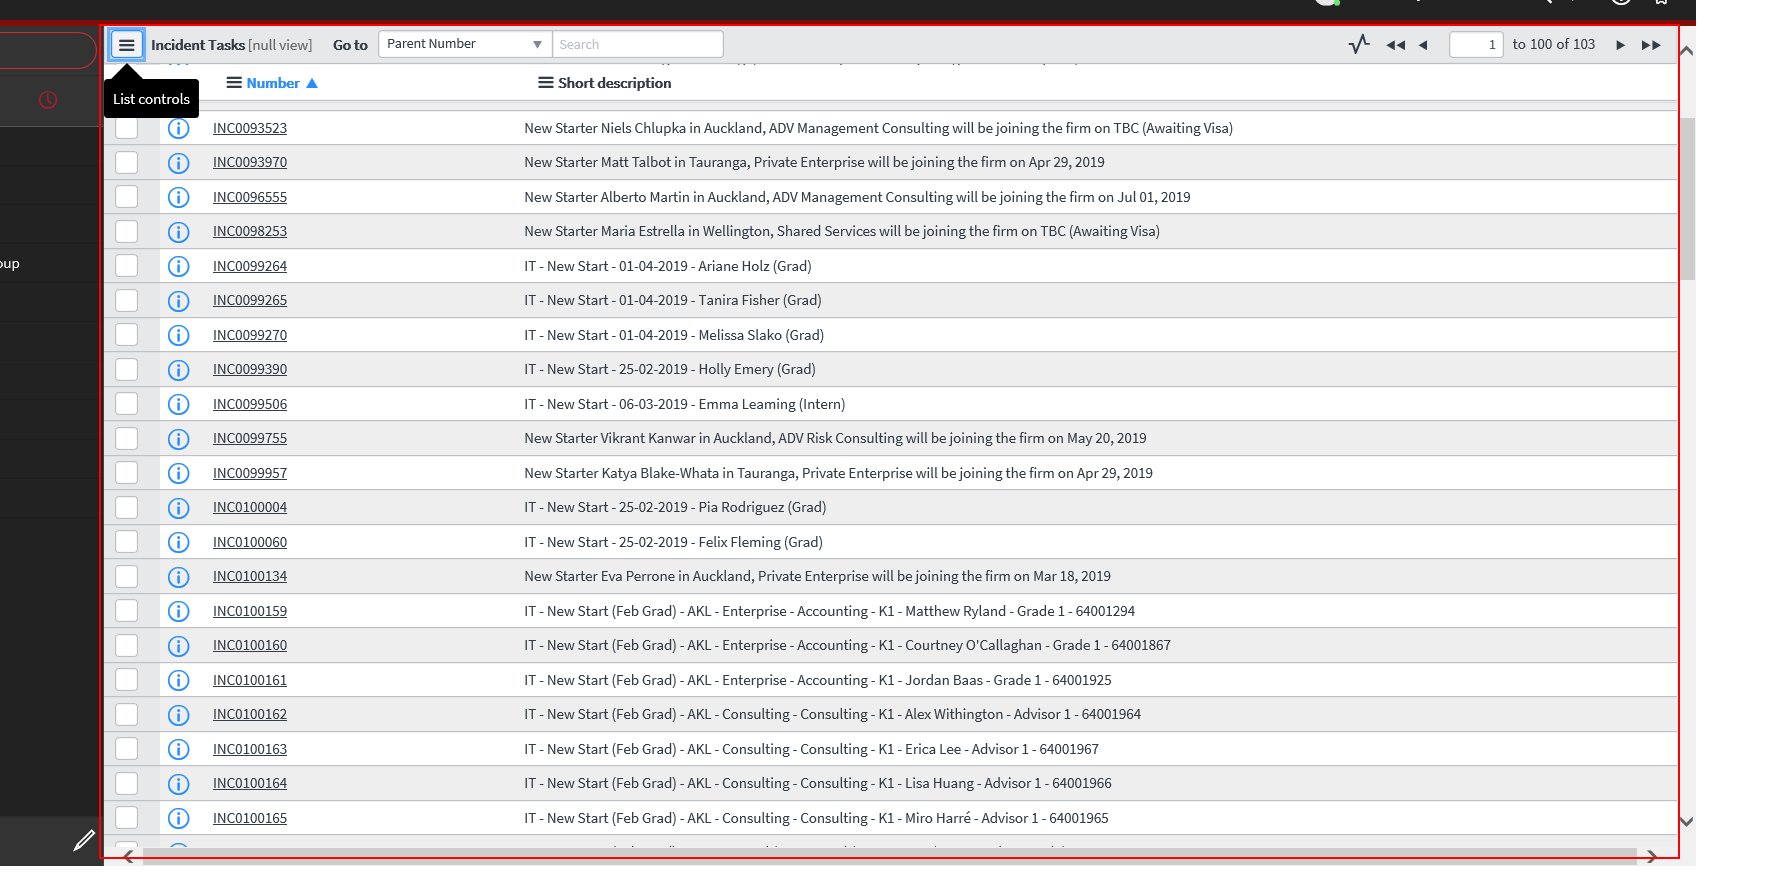 Incident Tasks [null view] Go to Parent Number Search 1 to 100 of 103
Number Short description
List controls
INC0093523 New Starter Niels Chlupka in Auckland, ADV Management Consulting will be joining the firm on TBC (Awaiting Visa)
INC0093970 New Starter Matt Talbot in Tauranga, Private Enterprise will be joining the firm on Apr 29, 2019
INC0096555 New Starter Alberto Martin in Auckland, ADV Management Consulting will be joining the firm on Jul 01, 2019
INC0098253 New Starter Maria Estrella in Wellington, Shared Services will be joining the firm on TBC (Awaiting Visa)
oup
INC0099264 IT - New Start - 01-04-2019 - Ariane Holz (Grad)
INC0099265 IT - New Start - 01-04-2019 - Tanira Fisher (Grad)
INC0099270 IT - New Start - 01-04-2019 - Melissa Slako (Grad)
INC0099390 IT - New Start - 25-02-2019 - Holly Emery (Grad)
INC0099506 IT - New Start - 06-03-2019 - Emma Leaming (Intern)
INC0099755 New Starter Vikrant Kanwar in Auckland, ADV Risk Consulting will be joining the firm on May 20, 2019
INC0099957 New Starter Katya Blake-Whata in Tauranga, Private Enterprise will be joining the firm on Apr 29, 2019
INC0100004 IT - New Start - 25-02-2019 - Pia Rodriguez (Grad)
INC0100060 IT - New Start - 25-02-2019 - Felix Fleming (Grad)
INC0100134 New Starter Eva Perrone in Auckland, Private Enterprise will be joining the firm on Mar 18, 2019
INC0100159 IT - New Start (Feb Grad) - AKL - Enterprise - Accounting - K1 - Matthew Ryland - Grade 1 - 64001294
INC0100160 IT - New Start (Feb Grad) - AKL - Enterprise - Accounting - K1 - Courtney O'Callaghan - Grade 1 - 64001867
INC0100161 IT - New Start (Feb Grad) - AKL - Enterprise - Accounting - K1 - Jordan Baas - Grade 1 - 64001925
INC0100162 IT - New Start (Feb Grad) - AKL - Consulting - Consulting - K1 - Alex Withington - Advisor 1 - 64001964
INC0100163 IT - New Start (Feb Grad) - AKL - Consulting - Consulting - K1 - Erica Lee - Advisor 1 - 64001967
INC0100164 IT - New Start (Feb Grad) - AKL - Consulting - Consulting - K1 - Lisa Huang - Advisor 1 - 64001966
INC0100165 IT - New Start (Feb Grad) - AKL - Consulting - Consulting - K1 - Miro Harré - Advisor 1 - 64001965